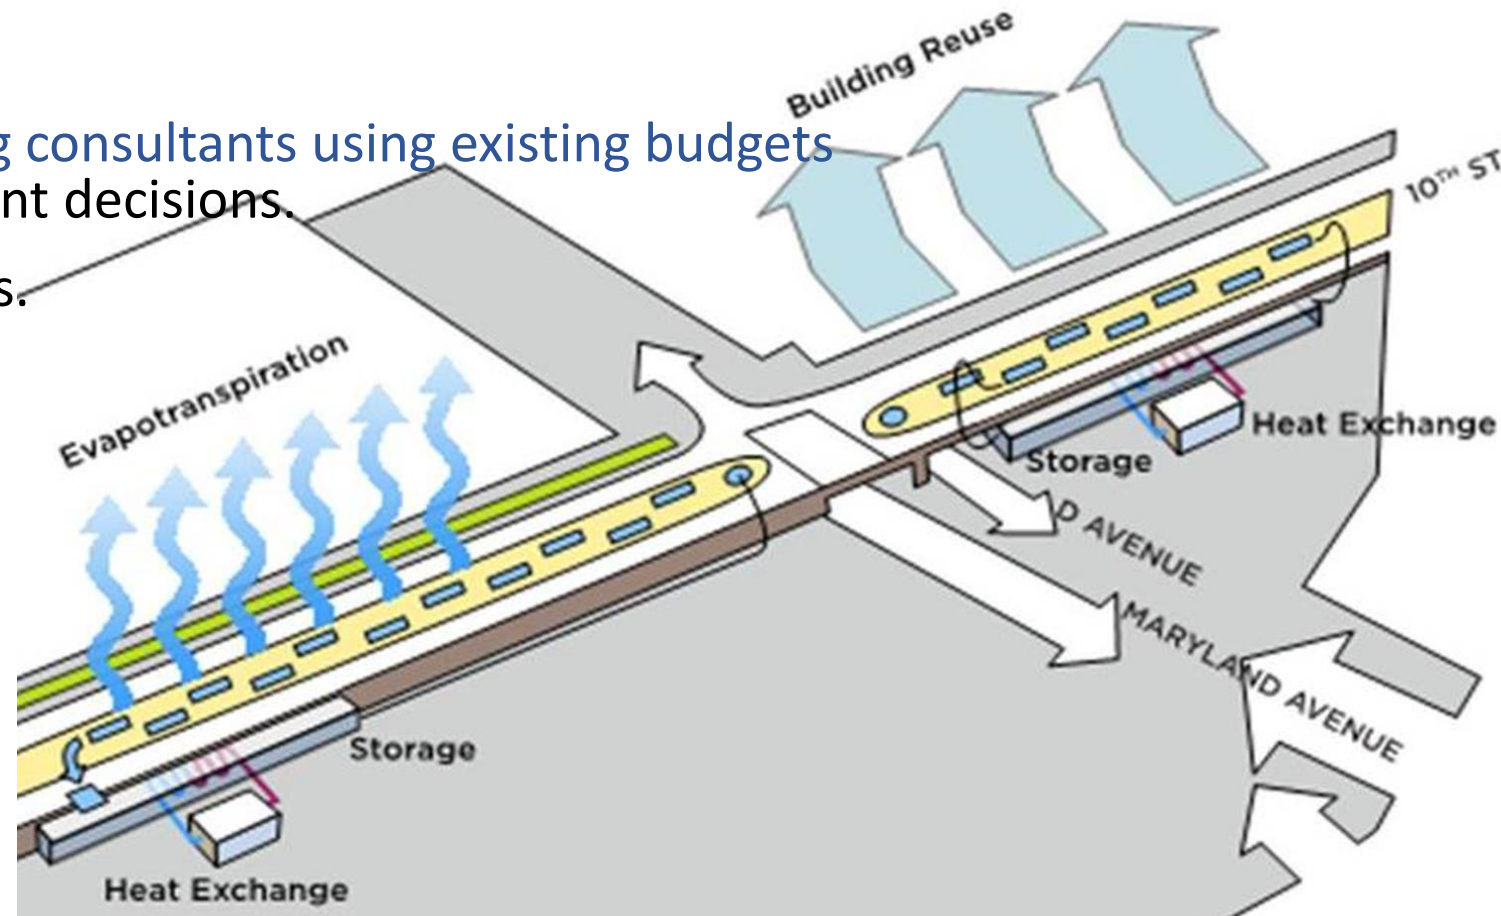 Building Reuse
g consultants using existing budgets
nt decisions.
10TH ST
s.
Evapotranspiration
Heat Exchange
Storage
D AVENUE
MARYLAND AVENUE
Storage
Heat Exchange